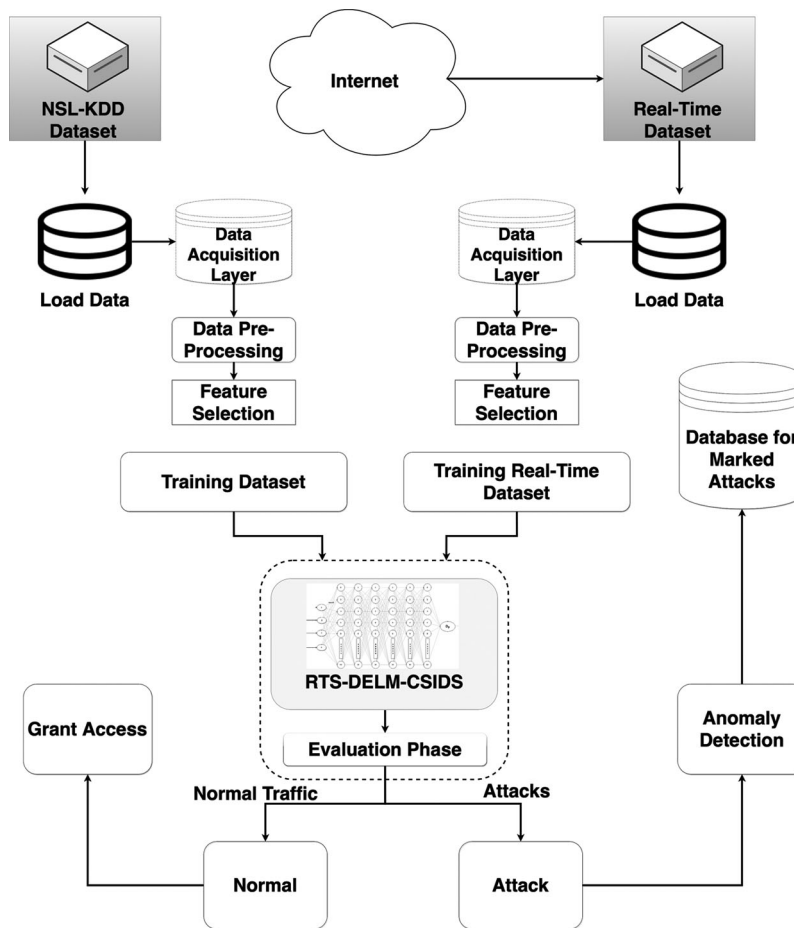 NSL-KDD
Dataset
Internet
Real-Time
Dataset
Load Data
Data
Acquisition
Layer
Data
Acquisition
Layer
Load Data
Data Pre-
Processing
Data Pre-
Processing
Feature
Selection
Feature
Selection
Database for
Marked
Attacks
Training Dataset
Training Real-Time
Dataset
RTS-DELM-CSIDS
Grant Access
Evaluation Phase
Anomaly
Detection
Normal Traffic
Attacks
Normal
Attack